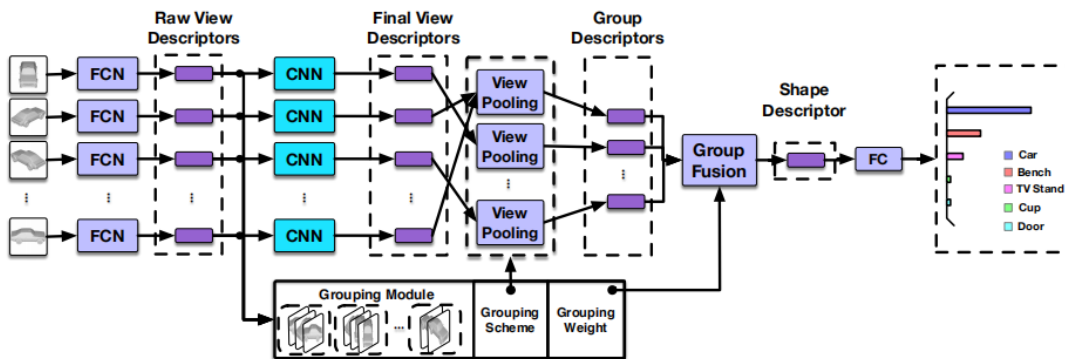 Raw View
Descriptors
Final View
Descriptors
Group
Descriptors
FCN
CNN
View
Pooling
FCN
CNN
View
Pooling
Shape
Descriptor
FCN
CNN
Group
Fusion
FC
Car
Bench
TV Stand
Cup
Door
FCN
CNN
View
Pooling
Grouping Module
Grouping
Scheme
Grouping
Weight